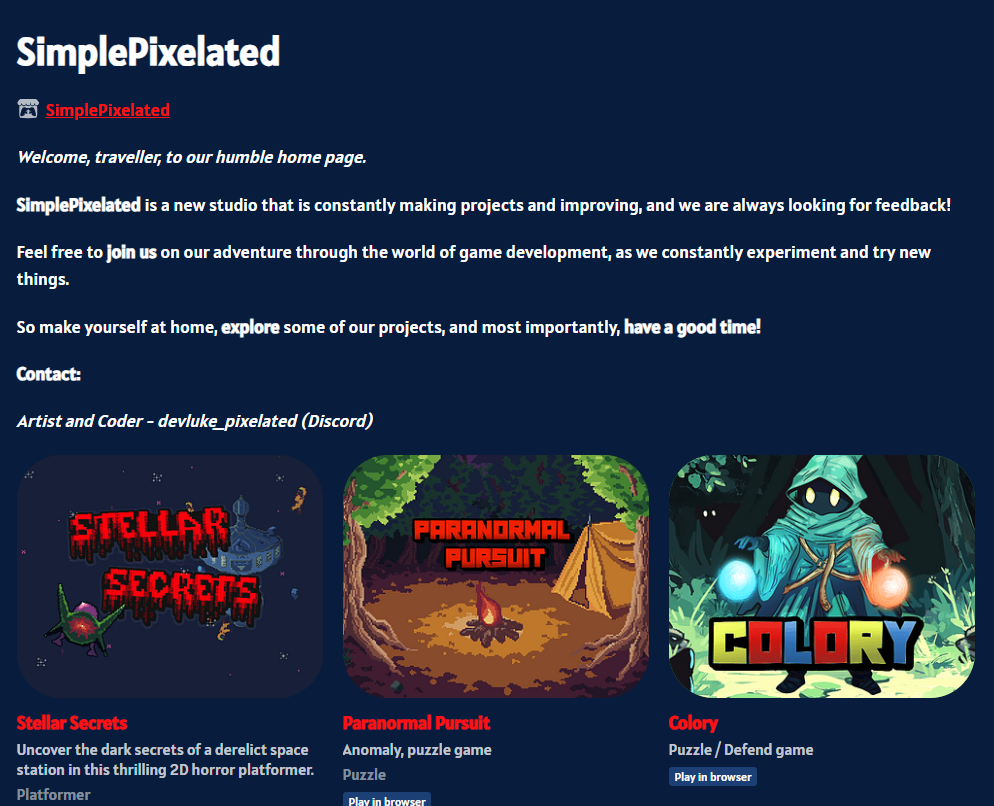 SimplePixelated
SimplePixelated
Welcome, traveller, to our humble home page.
SimplePixelated is a new studio that is constantly making projects and improving, and we are always looking for feedback!
Feel free to join us on our adventure through the world of game development, as we constantly experiment and try new
things.
So make yourself at home, explore some of our projects, and most importantly, have a good time!
Contact:
Artist and Coder - devluke_pixelated (Discord)
STELLAR
SECRETS
PARANORMAL
PURSUIT
COLORY
Stellar Secrets
Uncover the dark secrets of a derelict space
station in this thrilling 2D horror platformer.
Platformer
Paranormal Pursuit
Anomaly, puzzle game
Puzzle
Play in browser
Colory
Puzzle / Defend game
Play in browser